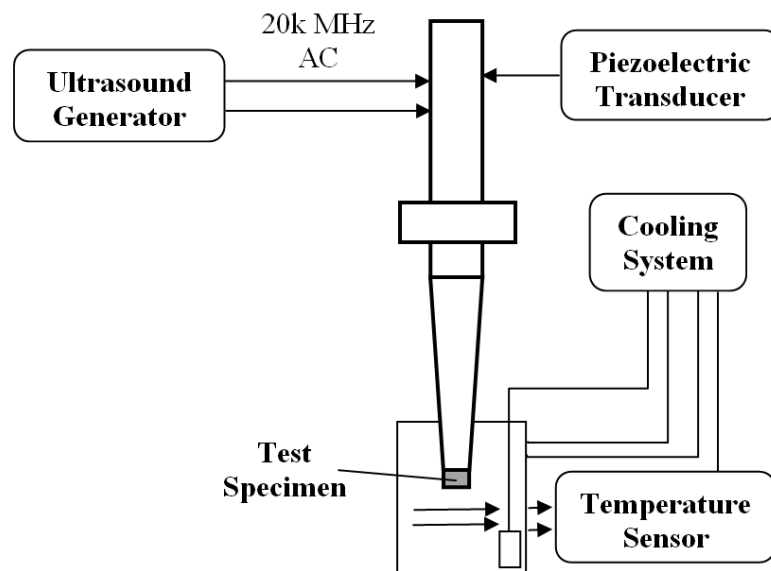 20k MHz
AC
Ultrasound
Generator
Piezoelectric
Transducer
Cooling
System
Test
Specimen
Temperature
Sensor